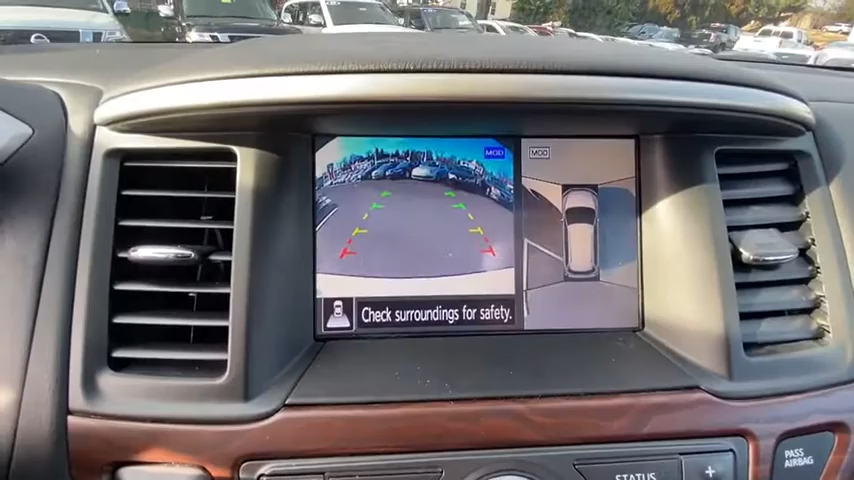 MOD
MOD
Check surroundings for safety.
PASS
AIRBAG
STATUS
+